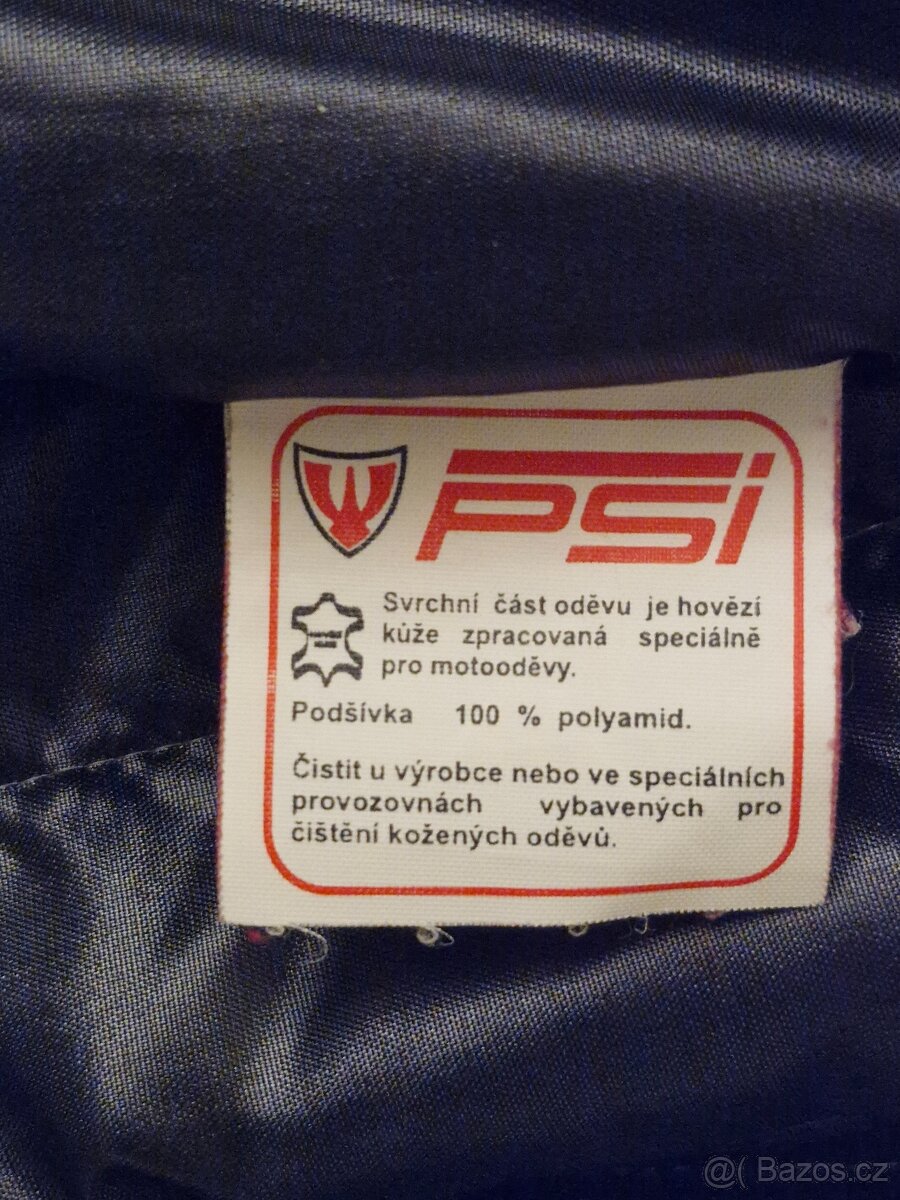 PSi
Svrchní část oděvu je hovězí
kůže zpracovaná speciálně
pro motooděvy.
Podšívka 100 % polyamid.
Čistit u výrobce nebo ve speciálních
provozovnách vybavených pro
čištění kožených oděvů.
@( Bazos.cz